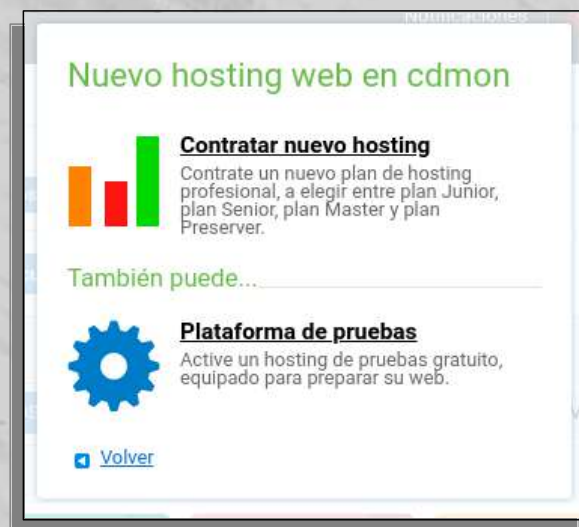 Notificaciones
Nuevo hosting web en cdmon
Contratar nuevo hosting
Contrate un nuevo plan de hosting
profesional, a elegir entre plan Junior,
plan Senior, plan Master y plan
Preserver.
También puede...
Plataforma de pruebas
Active un hosting de pruebas gratuito,
equipado para preparar su web.
Volver